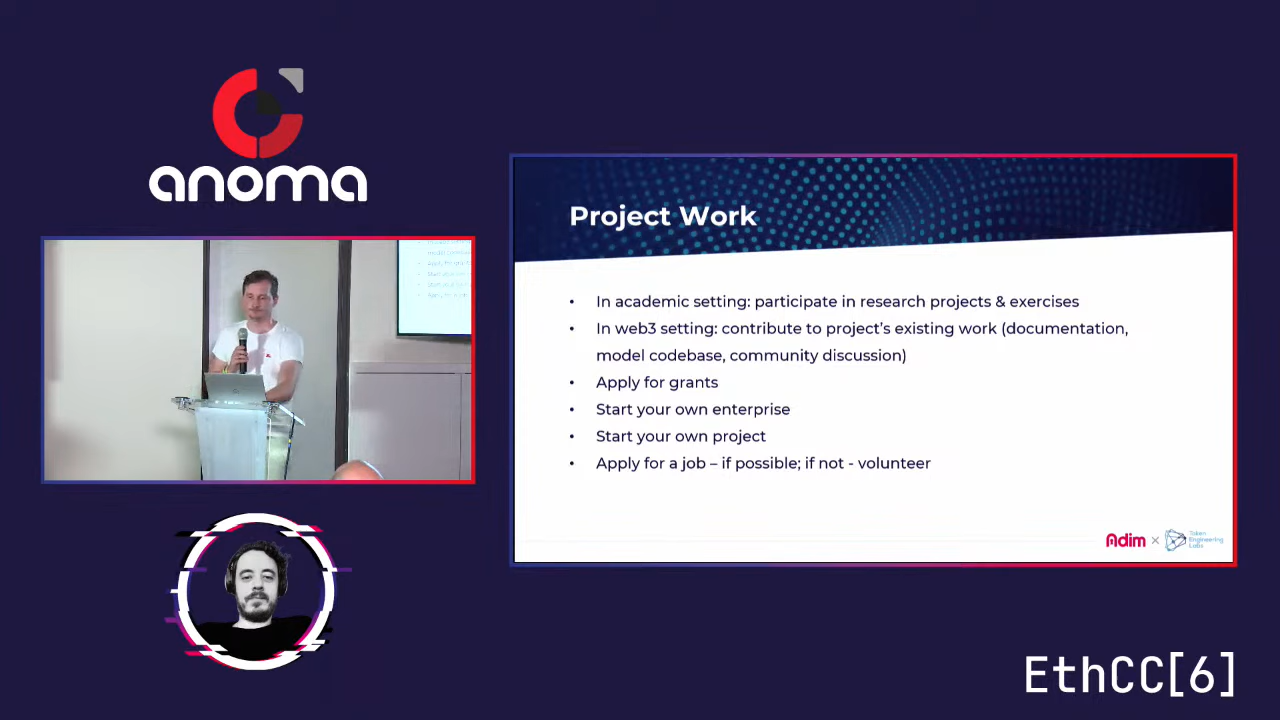 anoma
Project Work
• In academic setting: participate in research projects & exercises
• In web3 setting: contribute to project's existing work (documentation,
model codebase, community discussion)
• Apply for grants
• Start your own enterprise
• Start your own project
• Apply for a job – if possible; if not - volunteer
Adim × Token
Engineering
Labs
EthCC[6]